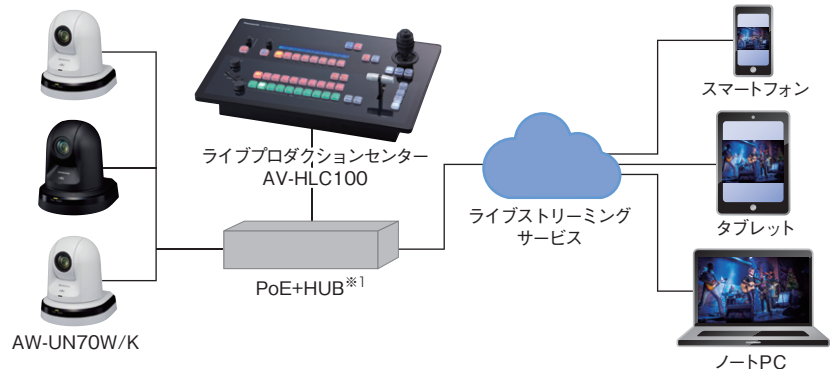 ライブプロダクションセンター
AV-HLC100
PoE+HUB※1
AW-UN70W/K
ライブストリーミング
サービス
スマートフォン
タブレット
ノートPC